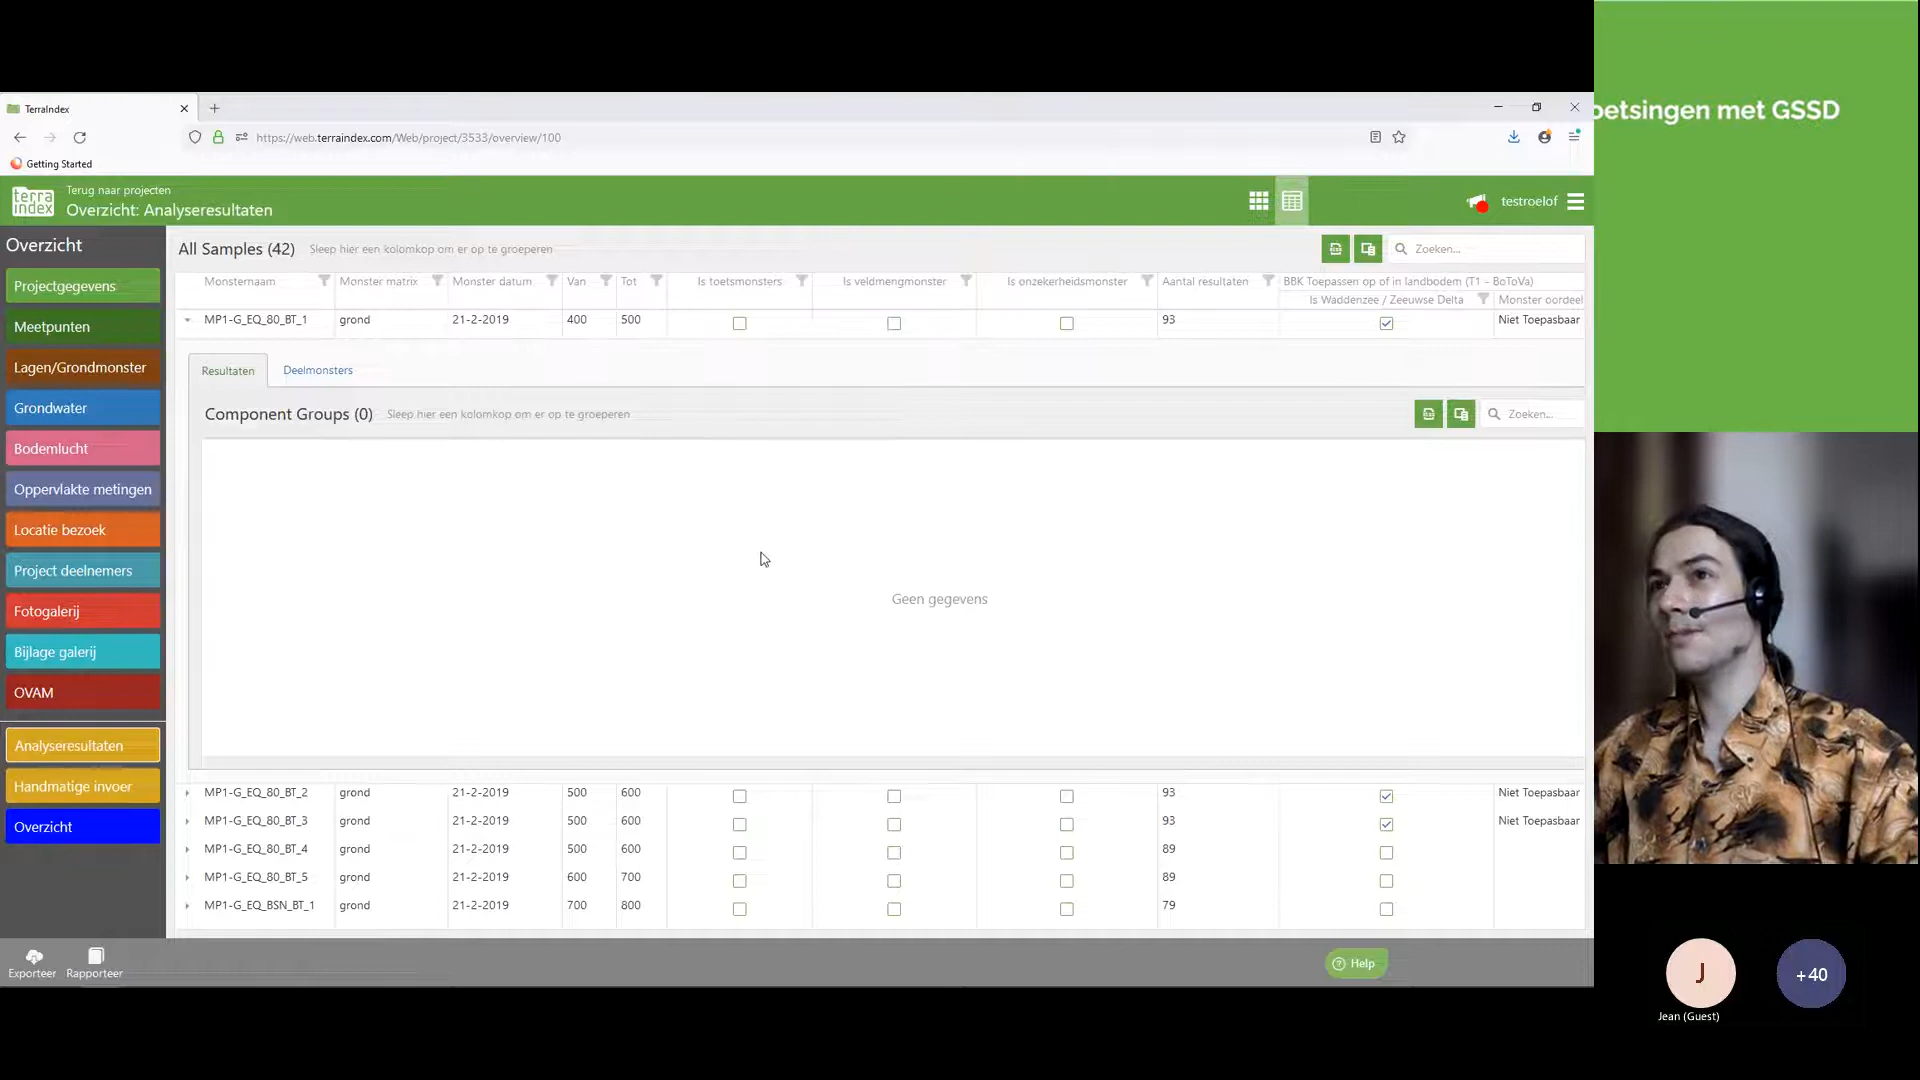 TerraIndex
https://web.terraindex.com/Web/project/3533/overview/100
Getting Started
oetsingen met GSSD
terra
index
Terug naar projecten
Overzicht: Analyseresultaten
testroelof
Overzicht
Projectgegevens
Meetpunten
Lagen/Grondmonster
Grondwater
Bodemlucht
Oppervlakte metingen
Locatie bezoek
Project deelnemers
Fotogalerij
Bijlage galerij
OVAM
Analyseresultaten
Handmatige invoer
Overzicht
All Samples (42) Sleep hier een kolomkop om er op te groeperen Zoeken...
Monsternaam Monster matrix Monster datum Van Tot Is toetsmonsters Is veldmengmonster Is onzekerheidsmonster Aantal resultaten BBK Toepassen op of in landbodem (T1 - BoToVa)
Is Waddenzee / Zeeuwse Delta Monster oordeel
MP1-G_EQ_80_BT_1 grond 21-2-2019 400 500 93 Niet Toepasbaar
Resultaten Deelmonsters
Component Groups (0) Sleep hier een kolomkop om er op te groeperen Zoeken...
Geen gegevens
MP1-G_EQ_80_BT_2 grond 21-2-2019 500 600 93 Niet Toepasbaar
MP1-G_EQ_80_BT_3 grond 21-2-2019 500 600 93 Niet Toepasbaar
MP1-G_EQ_80_BT_4 grond 21-2-2019 500 600 89
MP1-G_EQ_80_BT_5 grond 21-2-2019 600 700 89
MP1-G_EQ_BSN_BT_1 grond 21-2-2019 700 800 79
Exporteer Rapporteer
Help
J
+40
Jean (Guest)